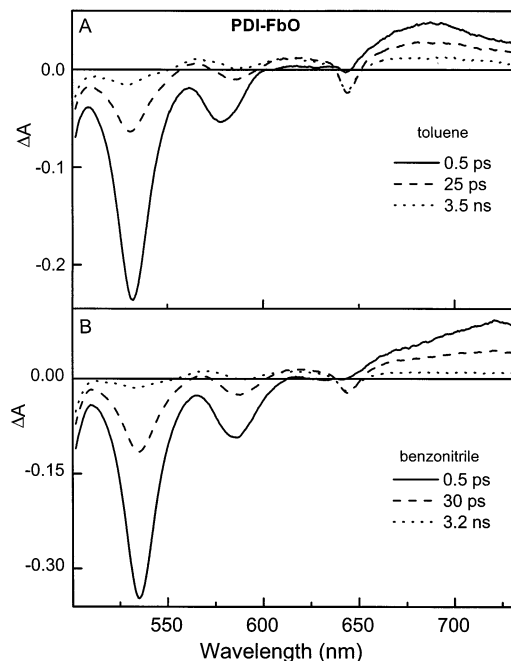 A
PDI-FbO
0.0
-0.1
-0.2
ΔA
toluene
0.5 ps
25 ps
3.5 ns
B
0.00
-0.15
-0.30
ΔA
benzonitrile
0.5 ps
30 ps
3.2 ns
550 600 650 700
Wavelength (nm)